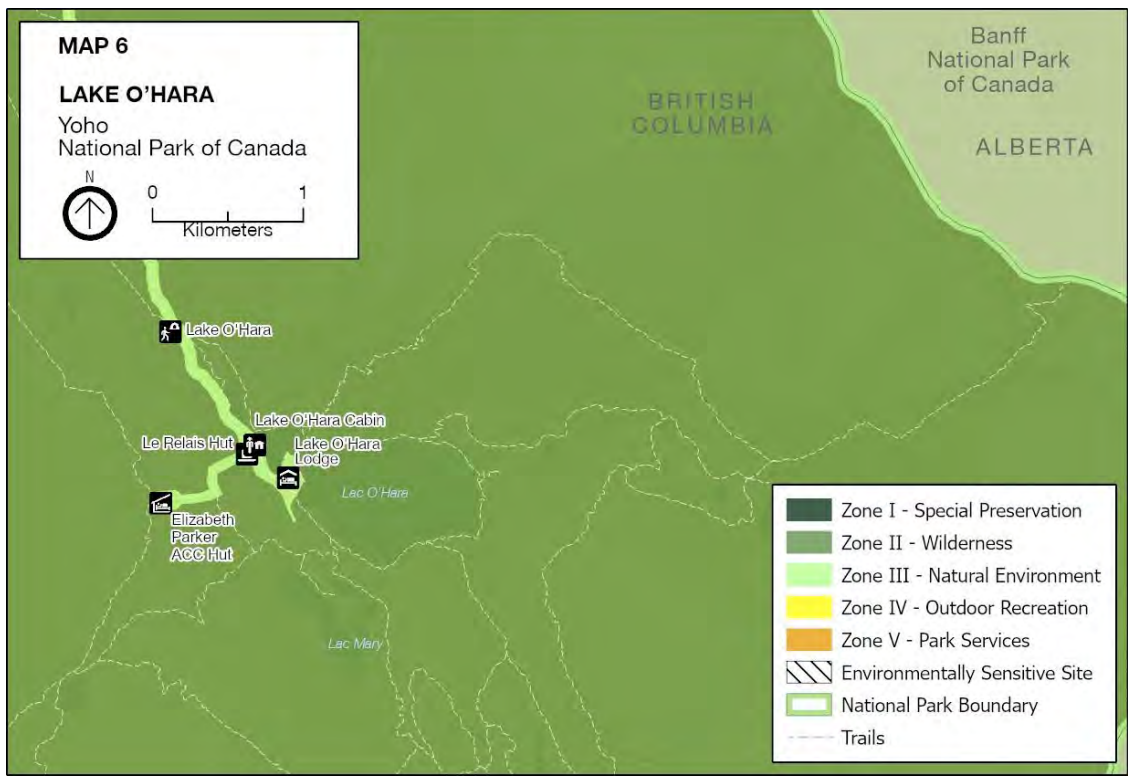 MAP 6
LAKE O'HARA
Yoho
National Park of Canada
N
0 1
Kilometers
BRITISH
COLUMBIA
Banff
National Park
of Canada
ALBERTA
Lake O'Hara
Lake O'Hara Cabin
Le Relais Hut
Lake O'Hara
Lodge
Lac O'Hara
Elizabeth
Parker
ACC Hut
Lac Mary
Zone I - Special Preservation
Zone II - Wilderness
Zone III - Natural Environment
Zone IV - Outdoor Recreation
Zone V - Park Services
Environmentally Sensitive Site
National Park Boundary
Trails